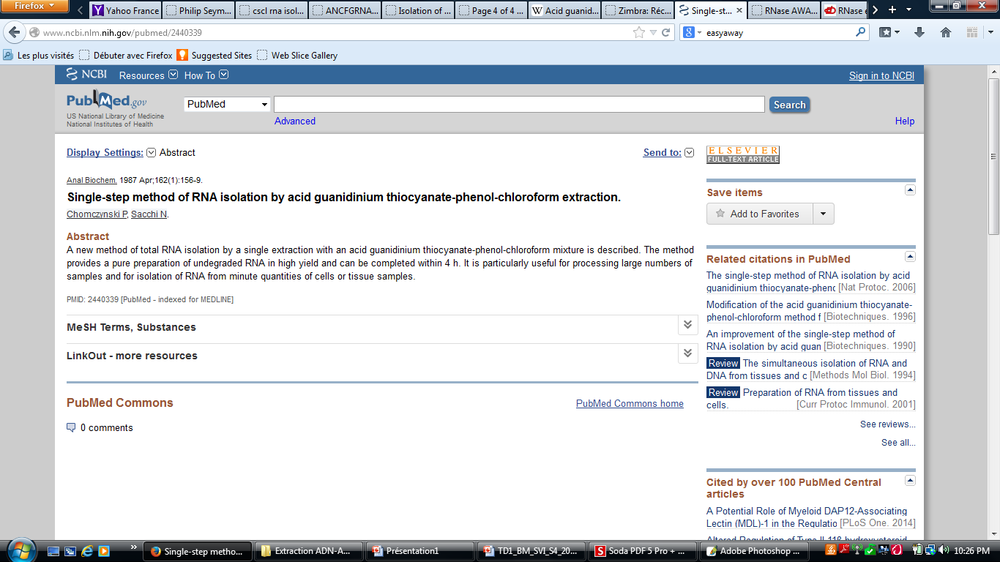 Firefox
Yahoo France
Philip Seym...
cscl rna isol...
ANCFGRNA...
Isolation of ...
Page 4 of 4 ...
Acid guanid...
Zimbra: Réc...
Single-st...
RNase AWA...
RNase e
www.ncbi.nlm.nih.gov/pubmed/2440339
easyaway
Les plus visités
Débuter avec Firefox
Suggested Sites
Web Slice Gallery
NCBI Resources How To
Sign in to NCBI
PubMed.gov
US National Library of Medicine
National Institutes of Health
PubMed
Search
Advanced
Help
Display Settings: Abstract
Send to:
Anal Biochem. 1987 Apr;162(1):156-9.
Single-step method of RNA isolation by acid guanidinium thiocyanate-phenol-chloroform extraction.
Chomczynski P, Sacchi N.
Abstract
A new method of total RNA isolation by a single extraction with an acid guanidinium thiocyanate-phenol-chloroform mixture is described. The method
provides a pure preparation of undegraded RNA in high yield and can be completed within 4 h. It is particularly useful for processing large numbers of
samples and for isolation of RNA from minute quantities of cells or tissue samples.
PMID: 2440339 [PubMed - indexed for MEDLINE]
MeSH Terms, Substances
LinkOut - more resources
PubMed Commons
PubMed Commons home
0 comments
ELSEVIER
FULL-TEXT ARTICLE
Save items
Add to Favorites
Related citations in PubMed
The single-step method of RNA isolation by acid
guanidinium thiocyanate-phenc [Nat Protoc. 2006]
Modification of the acid guanidinium thiocyanate-
phenol-chloroform method f [Biotechniques. 1996]
An improvement of the single-step method of
RNA isolation by acid guan [Biotechniques. 1990]
Review The simultaneous isolation of RNA and
DNA from tissues and c [Methods Mol Biol. 1994]
Review Preparation of RNA from tissues and
cells. [Curr Protoc Immunol. 2001]
See reviews...
See all...
Cited by over 100 PubMed Central
articles
A Potential Role of Myeloid DAP12-Associating
Lectin (MDL)-1 in the Regulatio [PLoS One. 2014]
Single-step metho...
Extraction ADN-A...
Présentation1
TD1_BM_SVI_S4_20...
Soda PDF 5 Pro + ...
Adobe Photoshop ...
10:26 PM